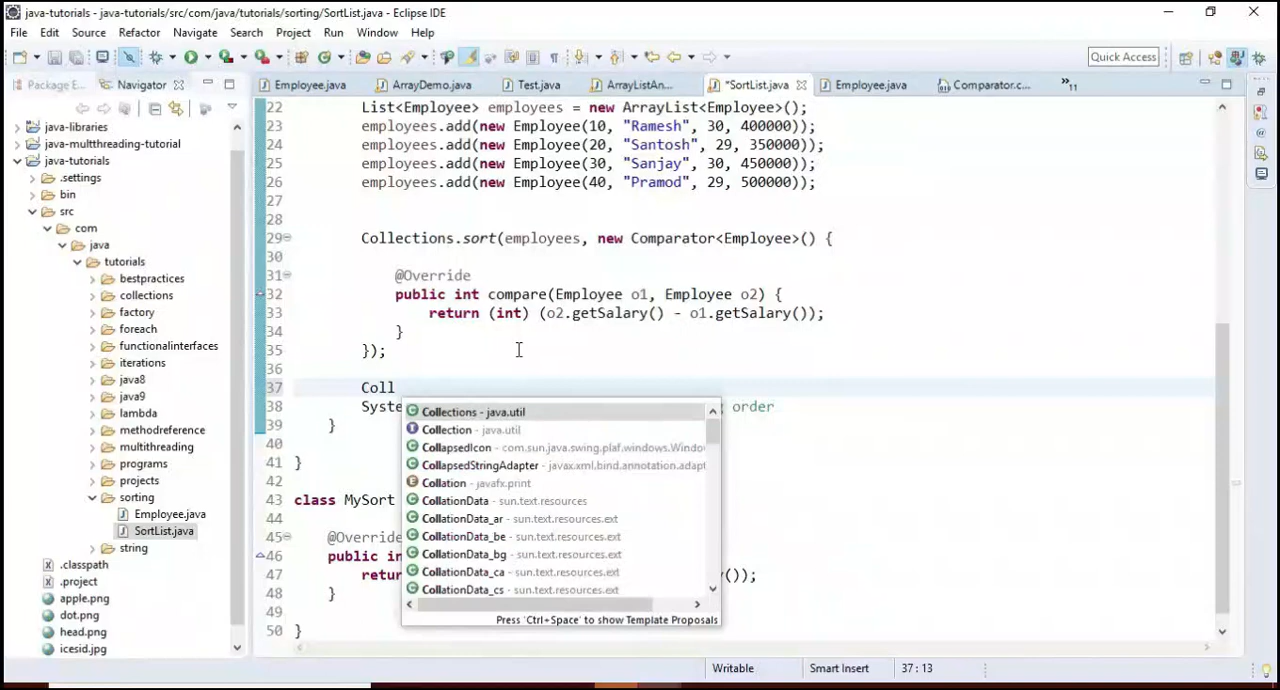 java-tutorials - java-tutorials/src/com/java/tutorials/sorting/SortList.java - Eclipse IDE
File Edit Source Refactor Navigate Search Project Run Window Help
Quick Access
Package E... Navigator
Employee.java ArrayDemo.java Test.java ArrayListAn... *SortList.java Employee.java Comparator.c... »11
java-libraries
java-multthreading-tutorial
java-tutorials
.settings
bin
src
com
java
tutorials
bestpractices
collections
factory
foreach
functionalinterfaces
iterations
java8
java9
lambda
methodreference
multithreading
programs
projects
sorting
Employee.java
SortList.java
string
.classpath
.project
apple.png
dot.png
head.png
icesid.jpg
22 List<Employee> employees = new ArrayList<Employee>();
23 employees.add(new Employee(10, "Ramesh", 30, 400000));
24 employees.add(new Employee(20, "Santosh", 29, 350000));
25 employees.add(new Employee(30, "Sanjay", 30, 450000));
26 employees.add(new Employee(40, "Pramod", 29, 500000));
27
28
29 Collections.sort(employees, new Comparator<Employee>() {
30
31 @Override
32 public int compare(Employee o1, Employee o2) {
33 return (int) (o2.getSalary() - o1.getSalary());
34 }
35 });
36
37 Coll
38 Syste order
39 }
40
41 }
42
43 class MySort
44
45 @Override
46 public in
47 retur y());
48 }
49
50 }
Collections - java.util
Collection - java.util
CollapsedIcon - com.sun.java.swing.plaf.windows.Windo
CollapsedStringAdapter - javax.xml.bind.annotation.adapt
Collation - javafx.print
CollationData - sun.text.resources
CollationData_ar - sun.text.resources.ext
CollationData_be - sun.text.resources.ext
CollationData_bg - sun.text.resources.ext
CollationData_ca - sun.text.resources.ext
CollationData_cs - sun.text.resources.ext
Press 'Ctrl+Space' to show Template Proposals
Writable Smart Insert 37 : 13